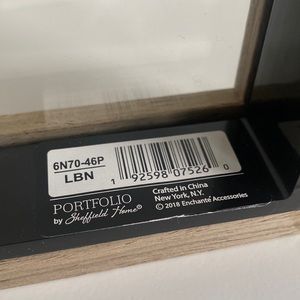 6N70-46P
LBN
1 92598 07526 0
PORTFOLIO
by Sheffield Home®
Crafted in China
New York, N.Y.
©2018 Enchanté Accessories